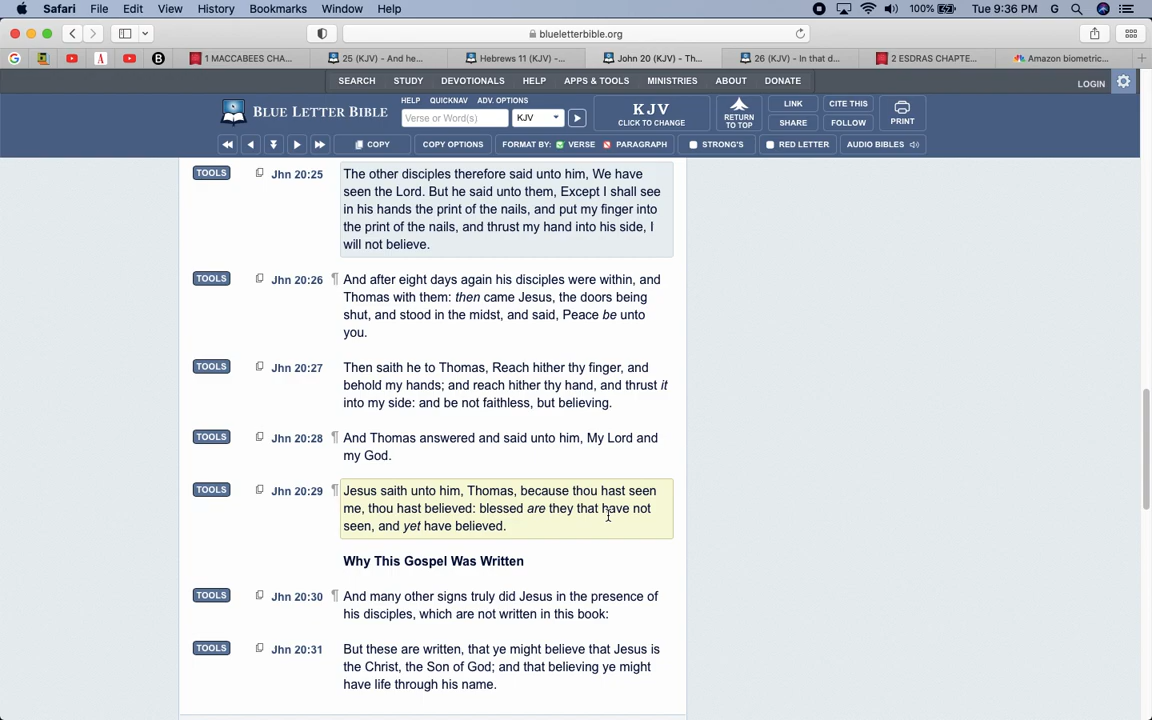 Safari File Edit View History Bookmarks Window Help 100% Tue 9:36 PM G
blueletterbible.org
1 MACCABEES CHA... 25 (KJV) - And he... Hebrews 11 (KJV) -... John 20 (KJV) - Th... 26 (KJV) - In that d... 2 ESDRAS CHAPTE... Amazon biometric...
SEARCH STUDY DEVOTIONALS HELP APPS & TOOLS MINISTRIES ABOUT DONATE LOGIN
BLUE LETTER BIBLE
HELP QUICKNAV ADV. OPTIONS
Verse or Word(s) KJV
KJV
CLICK TO CHANGE
RETURN
TO TOP
LINK CITE THIS
SHARE FOLLOW
PRINT
COPY COPY OPTIONS FORMAT BY: VERSE PARAGRAPH STRONG'S RED LETTER AUDIO BIBLES
TOOLS Jhn 20:25 The other disciples therefore said unto him, We have
seen the Lord. But he said unto them, Except I shall see
in his hands the print of the nails, and put my finger into
the print of the nails, and thrust my hand into his side, I
will not believe.
TOOLS Jhn 20:26 ¶ And after eight days again his disciples were within, and
Thomas with them: then came Jesus, the doors being
shut, and stood in the midst, and said, Peace be unto
you.
TOOLS Jhn 20:27 Then saith he to Thomas, Reach hither thy finger, and
behold my hands; and reach hither thy hand, and thrust it
into my side: and be not faithless, but believing.
TOOLS Jhn 20:28 ¶ And Thomas answered and said unto him, My Lord and
my God.
TOOLS Jhn 20:29 ¶ Jesus saith unto him, Thomas, because thou hast seen
me, thou hast believed: blessed are they that have not
seen, and yet have believed.
Why This Gospel Was Written
TOOLS Jhn 20:30 ¶ And many other signs truly did Jesus in the presence of
his disciples, which are not written in this book:
TOOLS Jhn 20:31 But these are written, that ye might believe that Jesus is
the Christ, the Son of God; and that believing ye might
have life through his name.